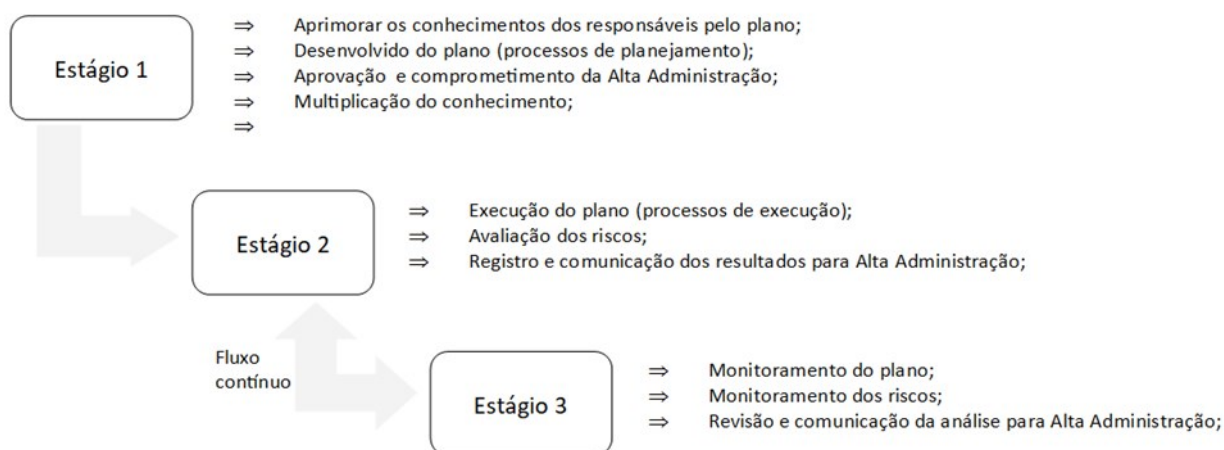 Estágio 1
⇒ Aprimorar os conhecimentos dos responsáveis pelo plano;
⇒ Desenvolvido do plano (processos de planejamento);
⇒ Aprovação e comprometimento da Alta Administração;
⇒ Multiplicação do conhecimento;
⇒
Estágio 2
⇒ Execução do plano (processos de execução);
⇒ Avaliação dos riscos;
⇒ Registro e comunicação dos resultados para Alta Administração;
Fluxo
contínuo
Estágio 3
⇒ Monitoramento do plano;
⇒ Monitoramento dos riscos;
⇒ Revisão e comunicação da análise para Alta Administração;